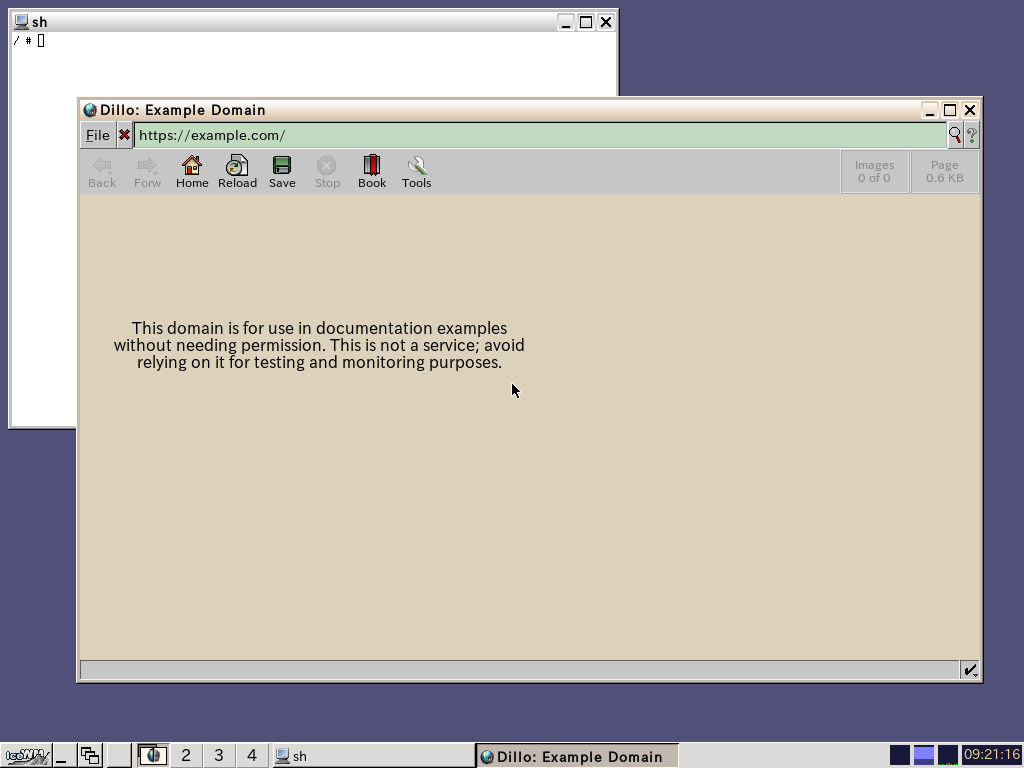 sh
/ #
Dillo: Example Domain
File
https://example.com/
?
Back
Forw
Home
Reload
Save
Stop
Book
Tools
Images
0 of 0
Page
0.6 KB
This domain is for use in documentation examples
without needing permission. This is not a service; avoid
relying on it for testing and monitoring purposes.
IceWM
2
3
4
sh
Dillo: Example Domain
09:21:16